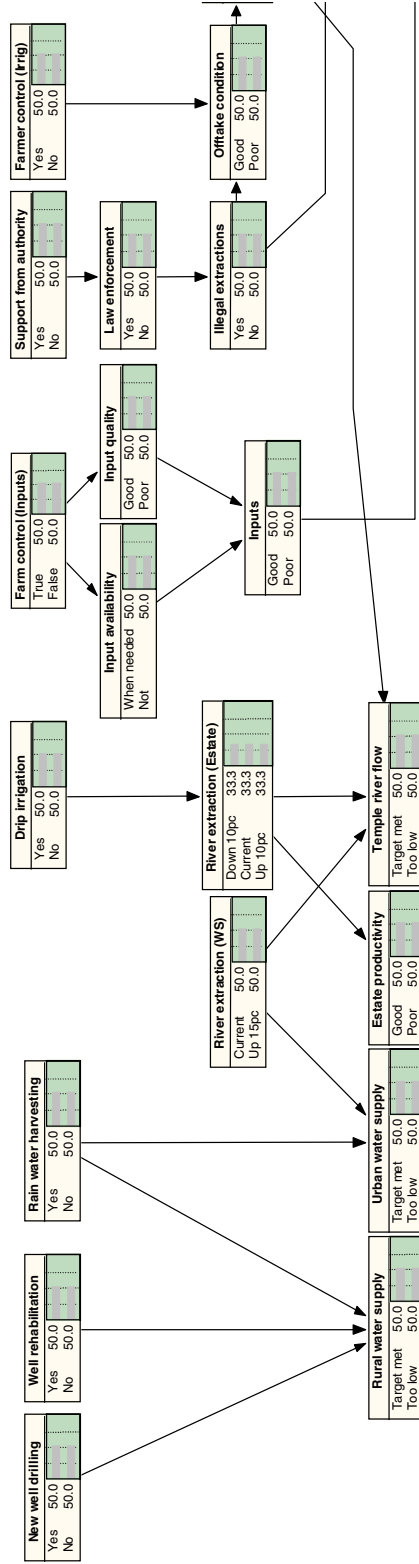 New well drilling
Yes 50.0
No 50.0
Well rehabilitation
Yes 50.0
No 50.0
Rain water harvesting
Yes 50.0
No 50.0
Drip irrigation
Yes 50.0
No 50.0
Farm control (Inputs)
True 50.0
False 50.0
Support from authority
Yes 50.0
No 50.0
Farmer control (Irrig)
Yes 50.0
No 50.0
Input availability
When needed 50.0
Not 50.0
Input quality
Good 50.0
Poor 50.0
Law enforcement
Yes 50.0
No 50.0
River extraction (WS)
Current 50.0
Up 15pc 50.0
River extraction (Estate)
Down 10pc 33.3
Current 33.3
Up 10pc 33.3
Inputs
Good 50.0
Poor 50.0
Illegal extractions
Yes 50.0
No 50.0
Offtake condition
Good 50.0
Poor 50.0
Rural water supply
Target met 50.0
Too low 50.0
Urban water supply
Target met 50.0
Too low 50.0
Estate productivity
Good 50.0
Poor 50.0
Temple river flow
Target met 50.0
Too low 50.0